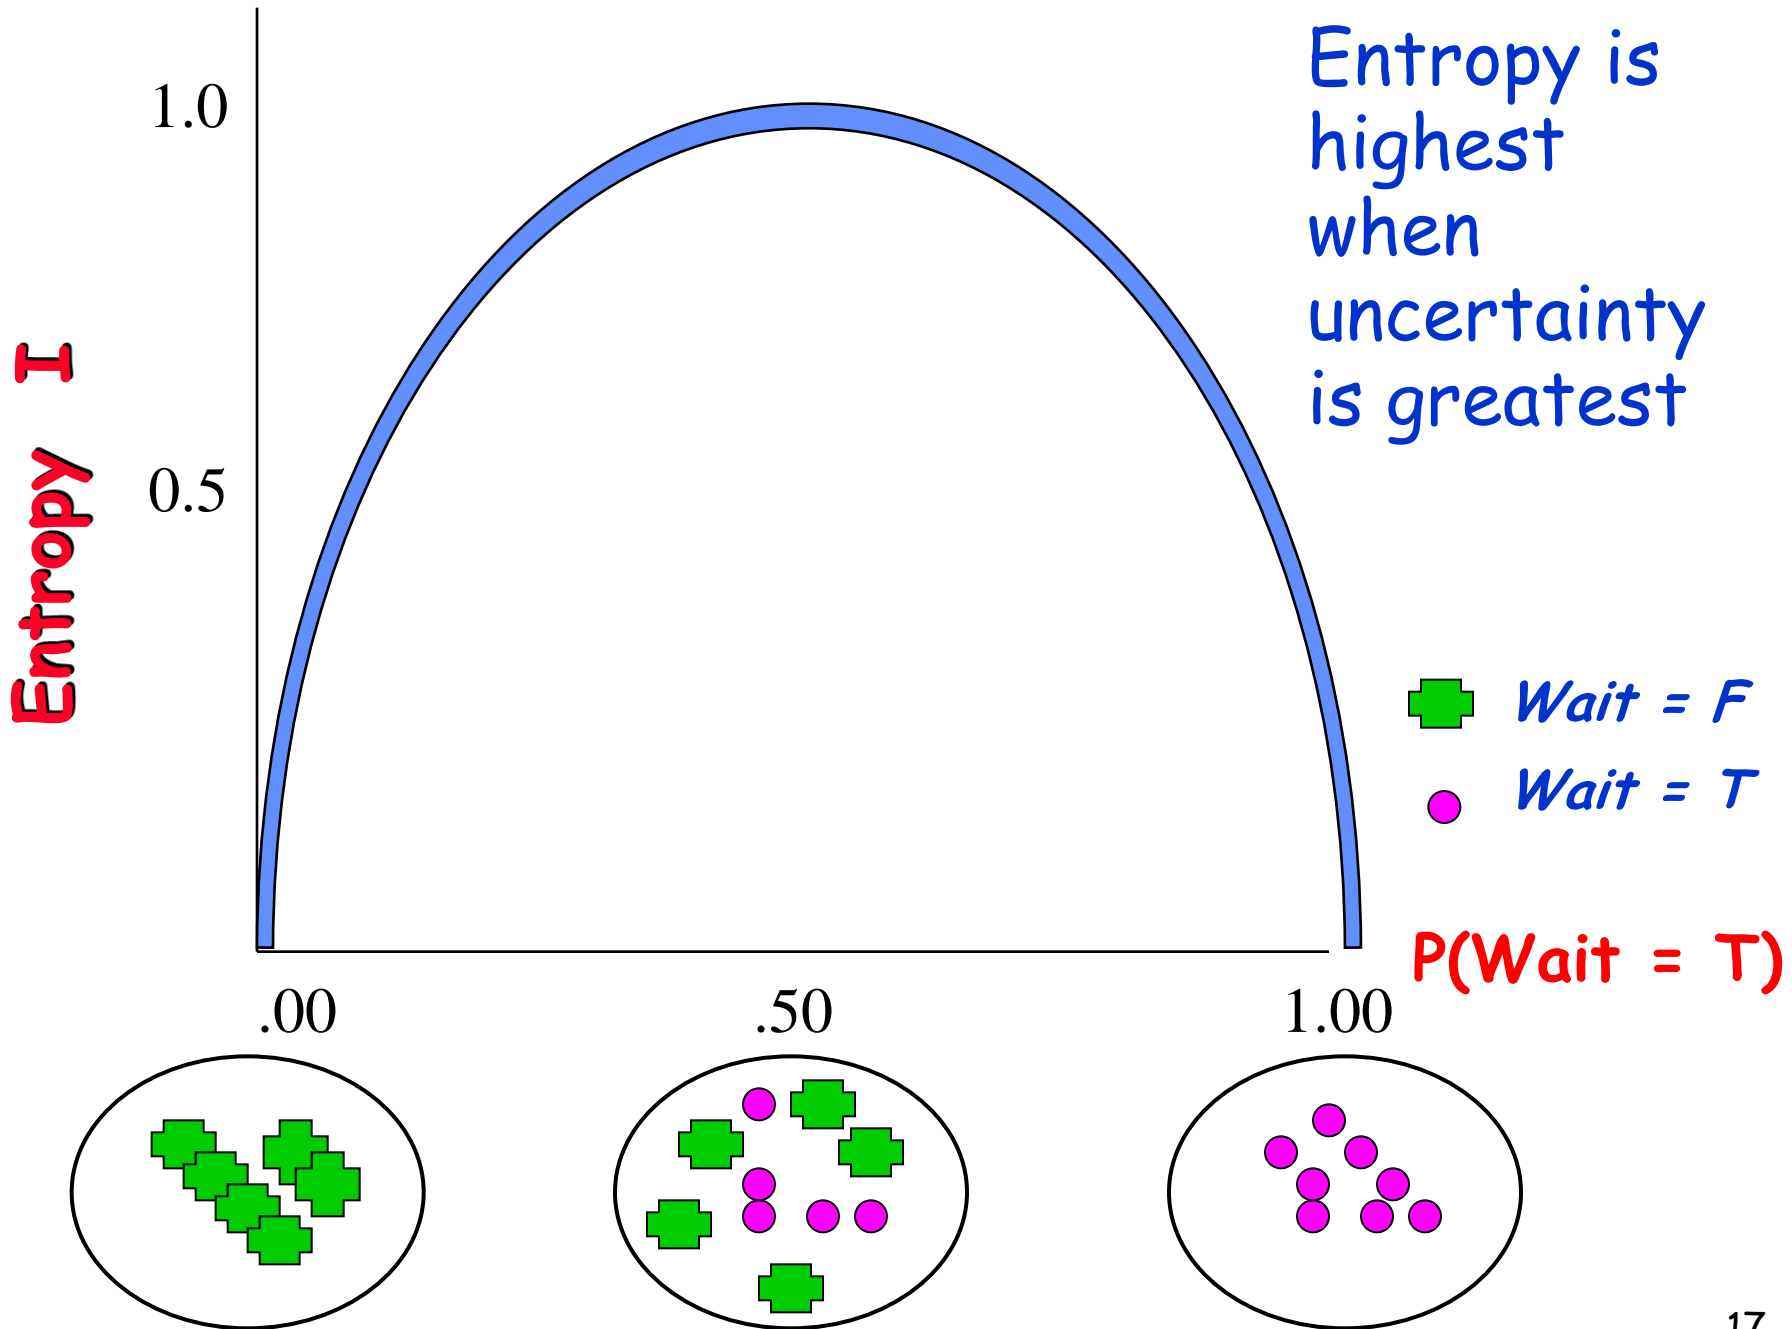 Entropy is
highest
when
uncertainty
is greatest
1.0
0.5
Entropy I
Wait = F
Wait = T
P(Wait = T)
.00
.50
1.00
17